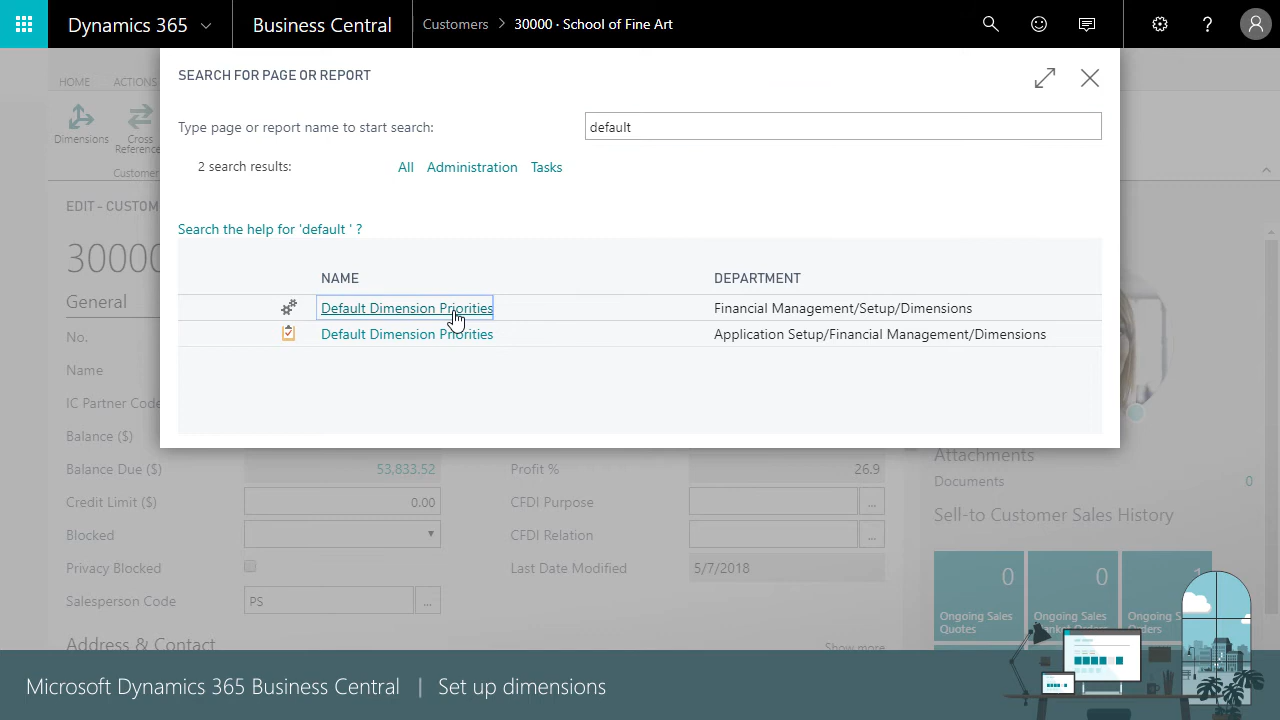 Dynamics 365
Business Central
Customers > 30000 · School of Fine Art
SEARCH FOR PAGE OR REPORT
HOME
ACTIONS
Type page or report name to start search:
default
Dimensions
Cross
Reference
2 search results:
All
Administration
Tasks
Customer
EDIT - CUSTOM
Search the help for 'default ' ?
30000
NAME
DEPARTMENT
General
Default Dimension Priorities
Financial Management/Setup/Dimensions
No.
Default Dimension Priorities
Application Setup/Financial Management/Dimensions
Name
IC Partner Code
Balance ($)
Attachments
Balance Due ($)
53,833.52
Profit %
26.9
Documents
0
Credit Limit ($)
0.00
CFDI Purpose
...
Sell-to Customer Sales History
Blocked
CFDI Relation
...
Privacy Blocked
Last Date Modified
5/7/2018
0
0
1
Salesperson Code
PS
...
Ongoing Sales
Quotes
Ongoing Sales
Orders
Address & Contact
Show more
Microsoft Dynamics 365 Business Central | Set up dimensions